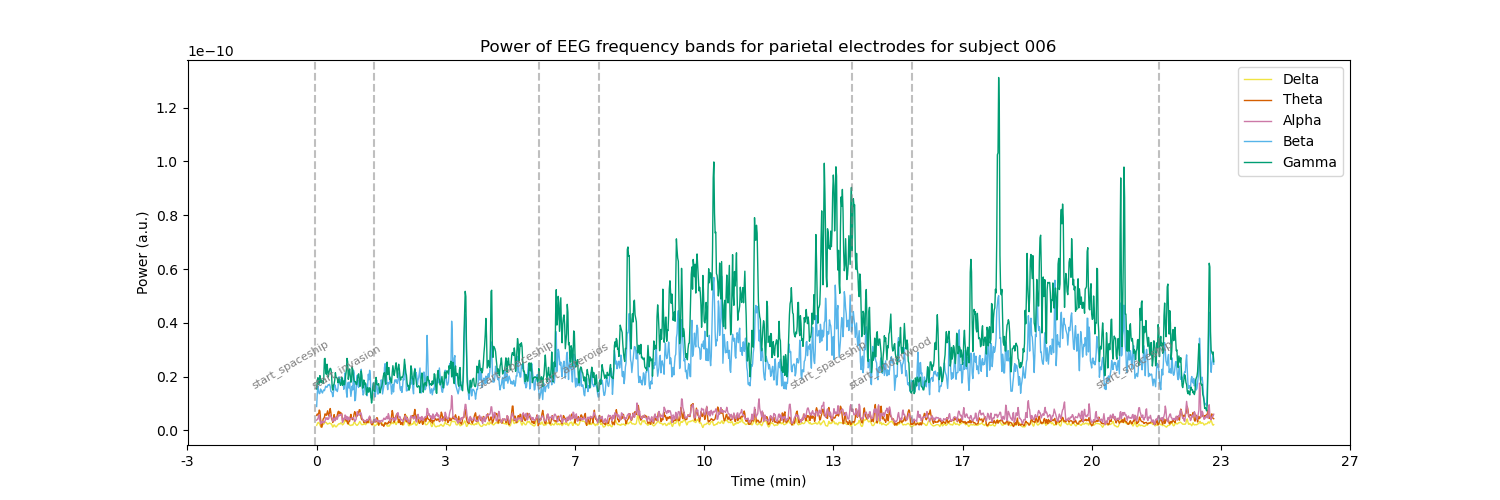 Power of EEG frequency bands for parietal electrodes for subject 006
1e−10
Delta
Theta
Alpha
Beta
Gamma
1.2
1.0
0.8
0.6
0.4
0.2
0.0
Power (a.u.)
start_spaceship
start_invasion
start_spaceship
start_asteroids
start_spaceship
start_spaceship
-3
0
3
7
10
13
17
20
23
27
Time (min)